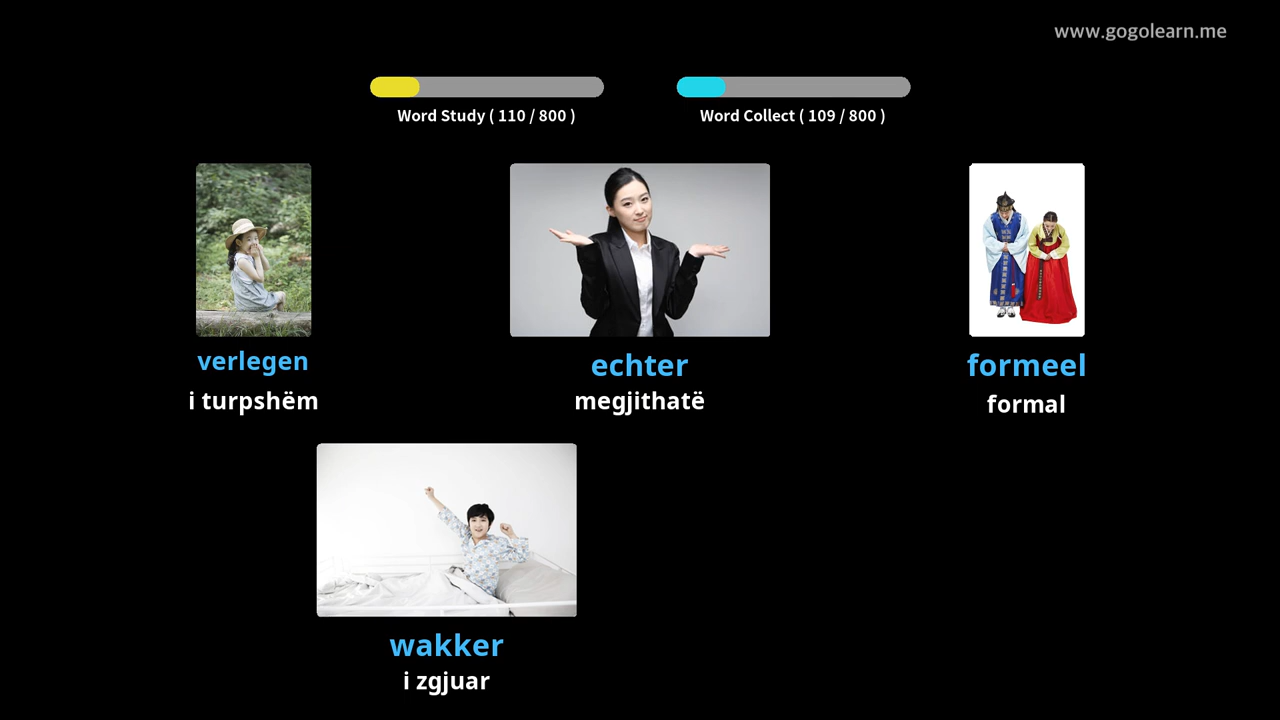 www.gogolearn.me
Word Study ( 110 / 800 )
Word Collect ( 109 / 800 )
verlegen
i turpshëm
echter
megjithatë
formeel
formal
wakker
i zgjuar